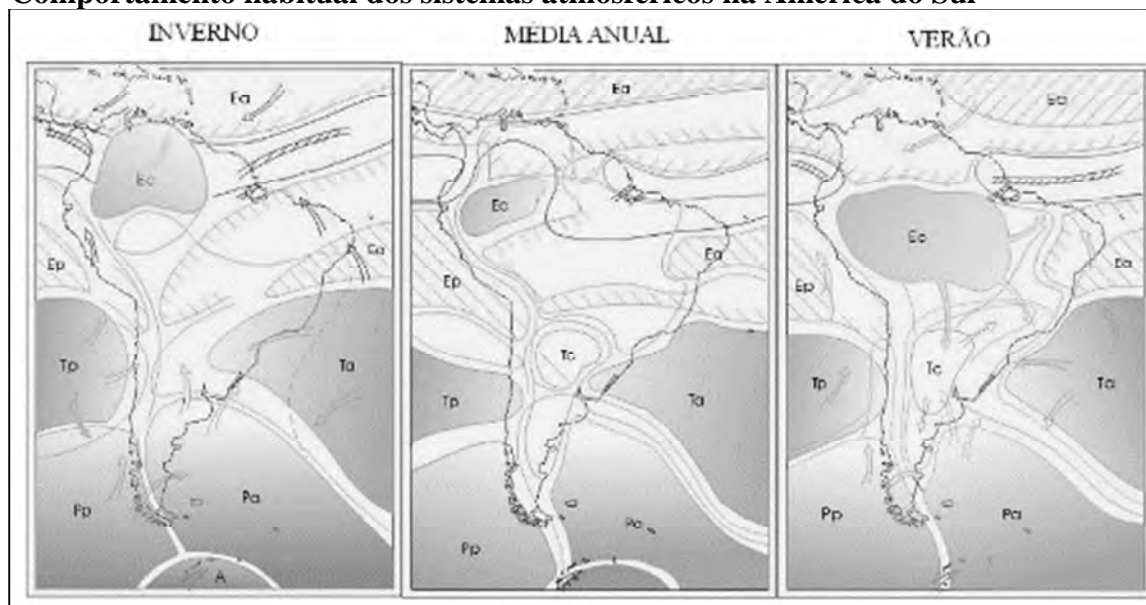 Comportamento habitual dos sistemas atmosféricos na América do Sul
INVERNO
MÉDIA ANUAL
VERÃO
Ea
Ec
Ep
Ea
Tp
Ta
Pp
Pa
A
Ea
Ec
Ea
Ep
Tc
Tp
Ta
Pa
Pp
Ea
Ec
Ea
Ep
Tc
Tp
Ta
Pp
Pa